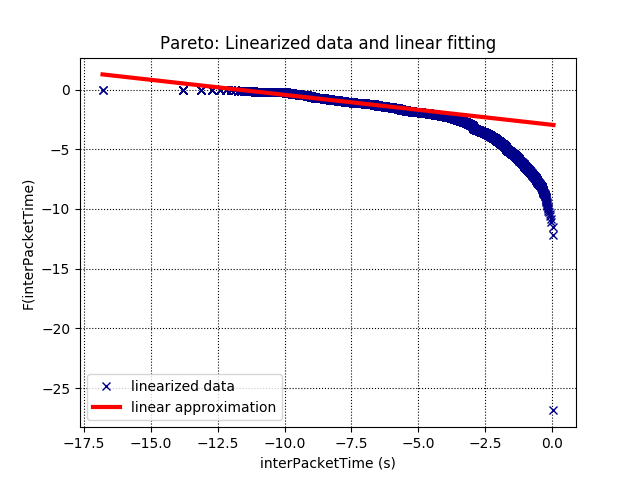 Pareto: Linearized data and linear fitting
F(interPacketTime)
0
−5
−10
−15
−20
−25
linearized data
linear approximation
−17.5 −15.0 −12.5 −10.0 −7.5 −5.0 −2.5 0.0
interPacketTime (s)